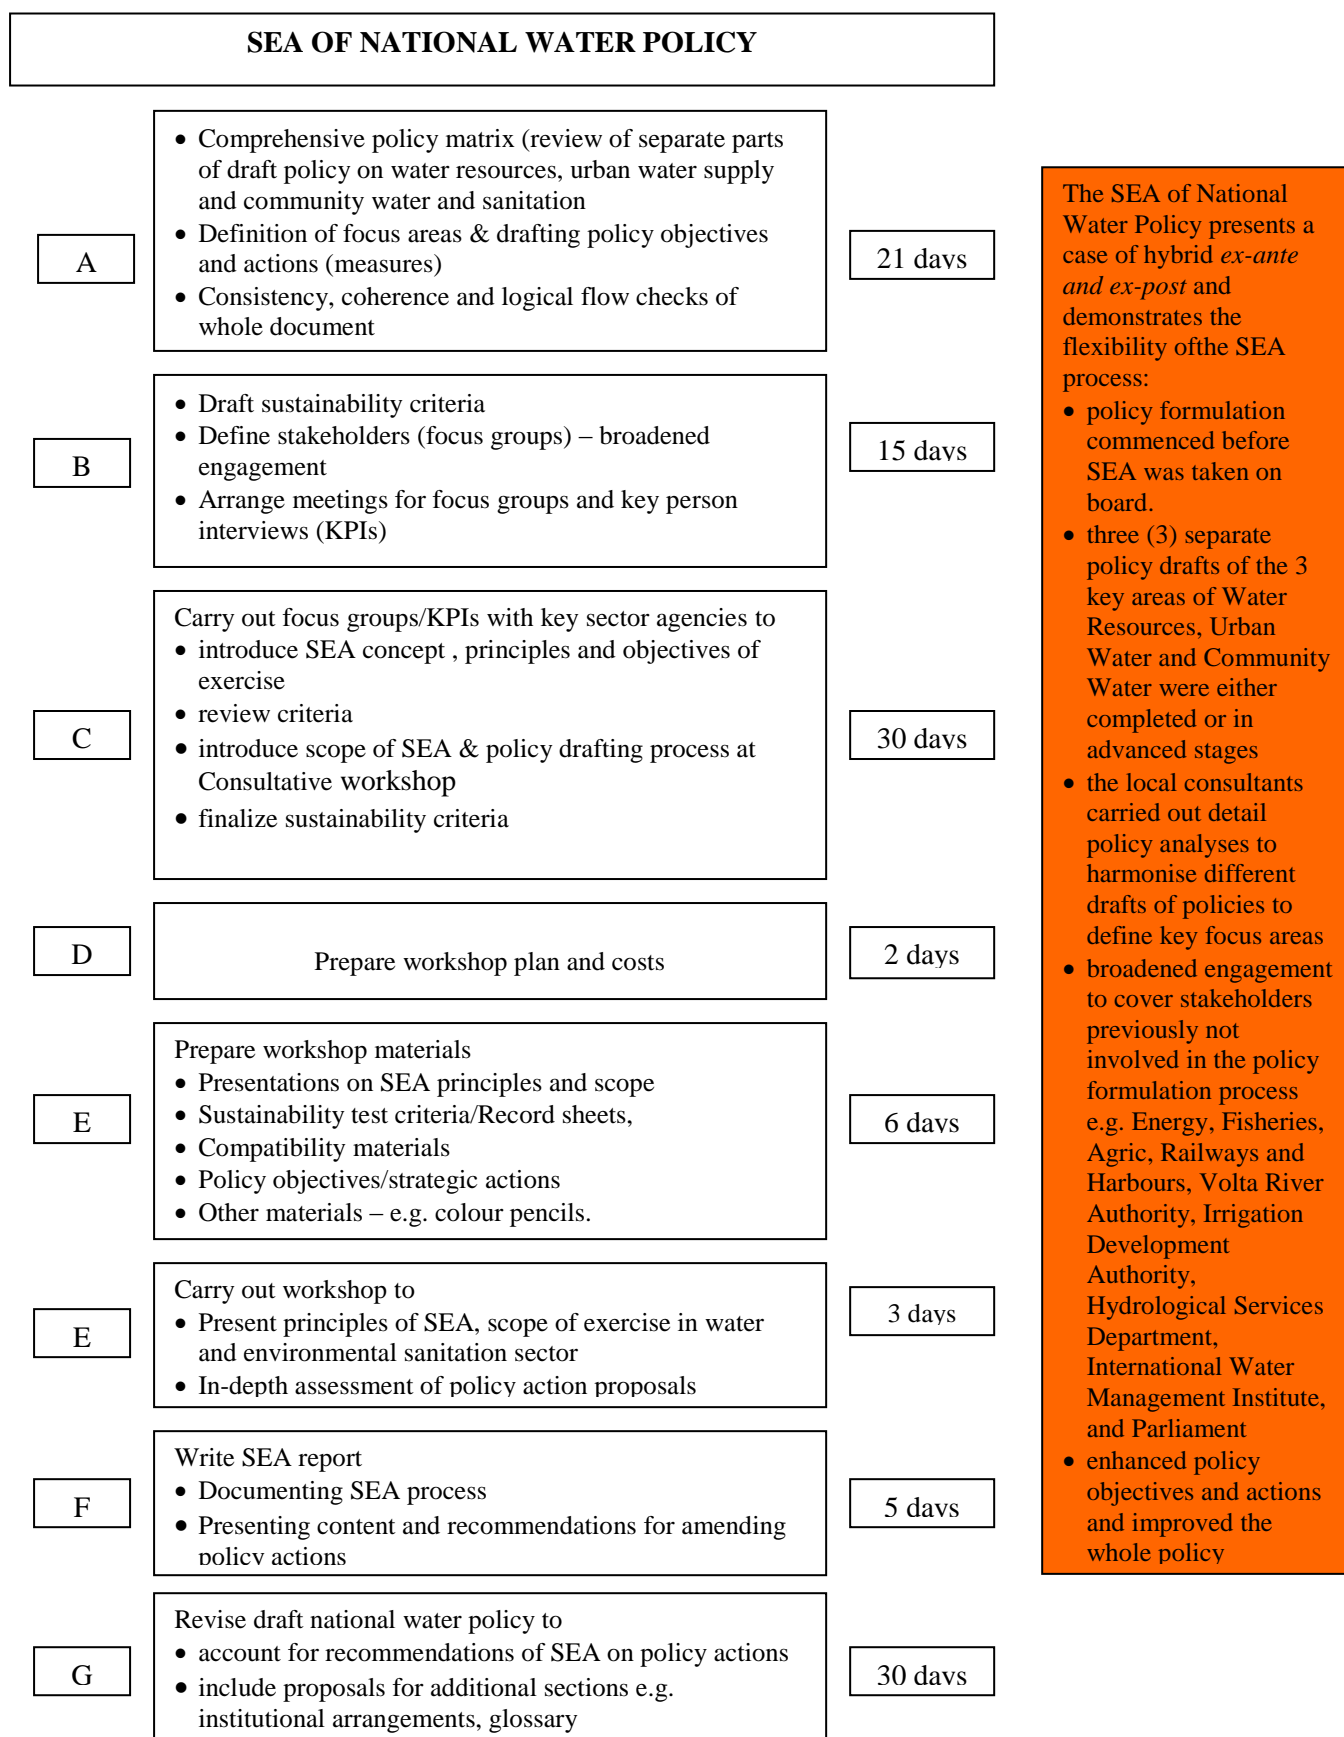 SEA OF NATIONAL WATER POLICY
A
• Comprehensive policy matrix (review of separate parts
of draft policy on water resources, urban water supply
and community water and sanitation
• Definition of focus areas & drafting policy objectives
and actions (measures)
• Consistency, coherence and logical flow checks of
whole document
21 days
B
• Draft sustainability criteria
• Define stakeholders (focus groups) – broadened
engagement
• Arrange meetings for focus groups and key person
interviews (KPIs)
15 days
C
Carry out focus groups/KPIs with key sector agencies to
• introduce SEA concept , principles and objectives of
exercise
• review criteria
• introduce scope of SEA & policy drafting process at
Consultative workshop
• finalize sustainability criteria
30 days
D
Prepare workshop plan and costs
2 days
E
Prepare workshop materials
• Presentations on SEA principles and scope
• Sustainability test criteria/Record sheets,
• Compatibility materials
• Policy objectives/strategic actions
• Other materials – e.g. colour pencils.
6 days
E
Carry out workshop to
• Present principles of SEA, scope of exercise in water
and environmental sanitation sector
• In-depth assessment of policy action proposals
3 days
F
Write SEA report
• Documenting SEA process
• Presenting content and recommendations for amending
policy actions
5 days
G
Revise draft national water policy to
• account for recommendations of SEA on policy actions
• include proposals for additional sections e.g.
institutional arrangements, glossary
30 days
The SEA of National
Water Policy presents a
case of hybrid ex-ante
and ex-post and
demonstrates the
flexibility ofthe SEA
process:
• policy formulation
commenced before
SEA was taken on
board.
• three (3) separate
policy drafts of the 3
key areas of Water
Resources, Urban
Water and Community
Water were either
completed or in
advanced stages
• the local consultants
carried out detail
policy analyses to
harmonise different
drafts of policies to
define key focus areas
• broadened engagement
to cover stakeholders
previously not
involved in the policy
formulation process
e.g. Energy, Fisheries,
Agric, Railways and
Harbours, Volta River
Authority, Irrigation
Development
Authority,
Hydrological Services
Department,
International Water
Management Institute,
and Parliament
• enhanced policy
objectives and actions
and improved the
whole policy